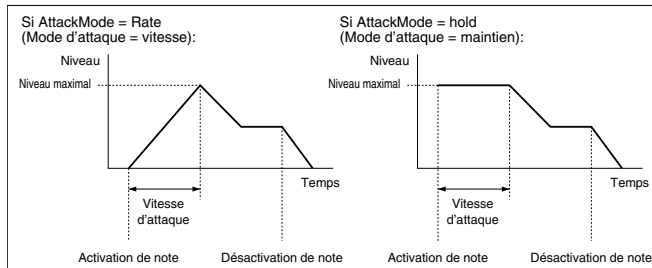 Si AttackMode = Rate
(Mode d'attaque = vitesse):
Niveau
Niveau maximal
Temps
Vitesse
d'attaque
Activation de note
Désactivation de note
Si AttackMode = hold
(Mode d'attaque = maintien):
Niveau
Niveau maximal
Temps
Vitesse
d'attaque
Activation de note
Désactivation de note